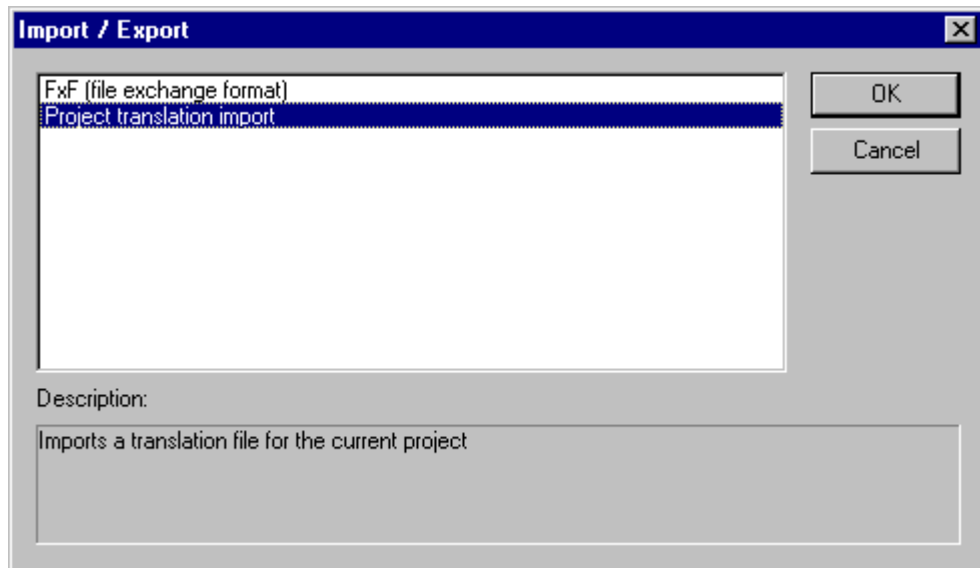 Import / Export
FxF (file exchange format)
Project translation import
OK
Cancel
Description:
Imports a translation file for the current project